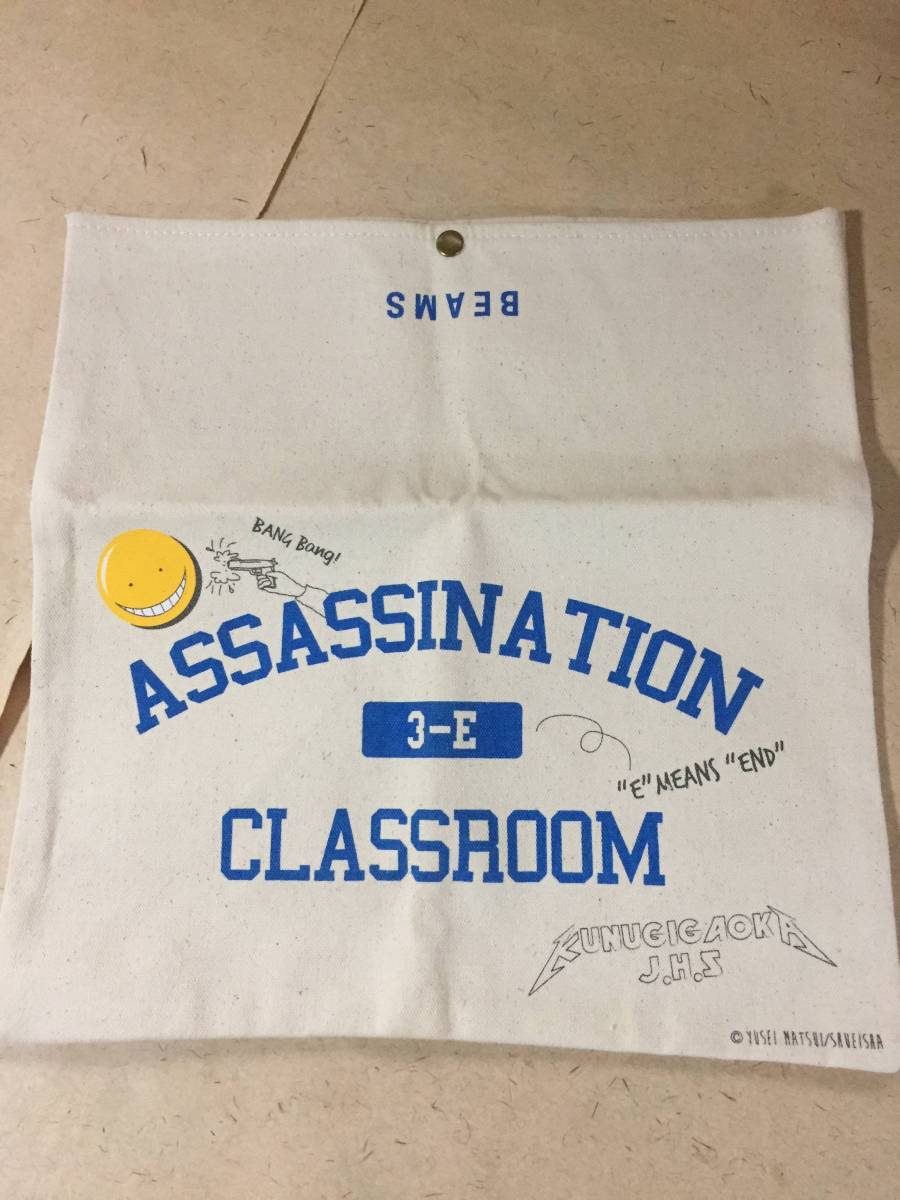 BEAMS
BANG Bang!
ASSASSINATION
3-E
"E" MEANS "END"
CLASSROOM
KUNUGIGAOKA
J.H.S
© YUSEI MATSUI/SHUEISHA